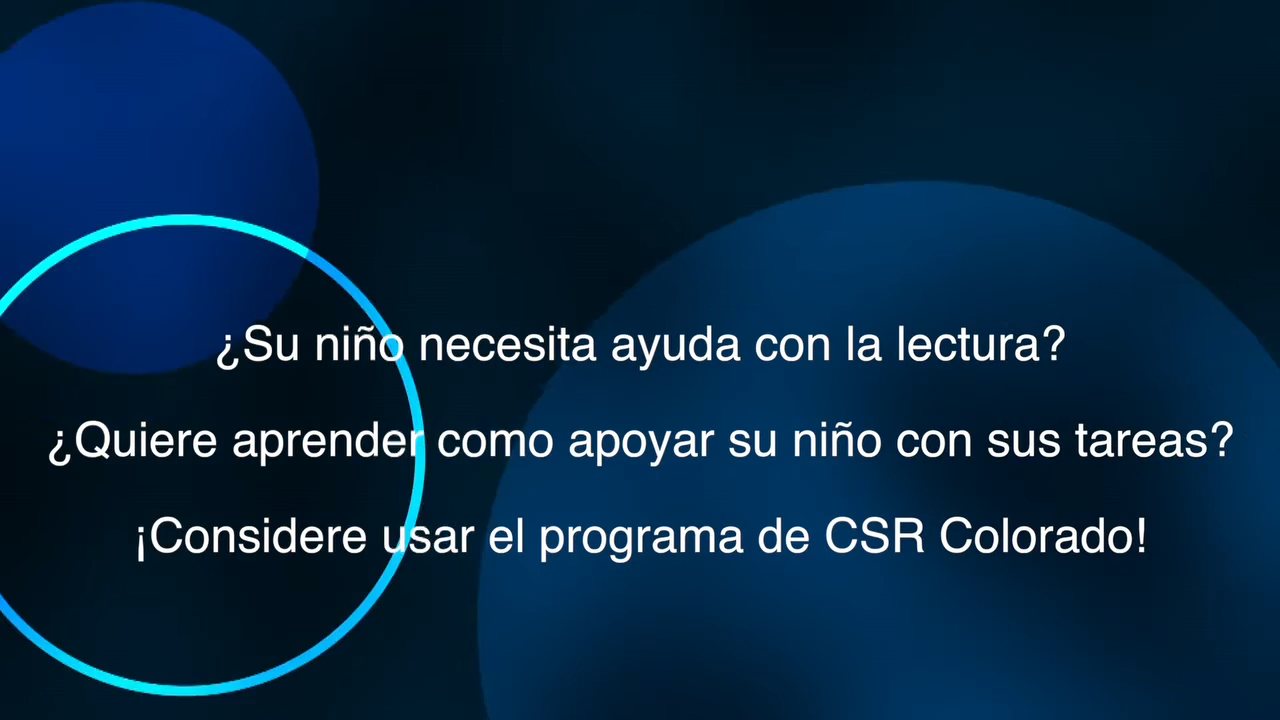 ¿Su niño necesita ayuda con la lectura?
¿Quiere aprender como apoyar su niño con sus tareas?
¡Considere usar el programa de CSR Colorado!